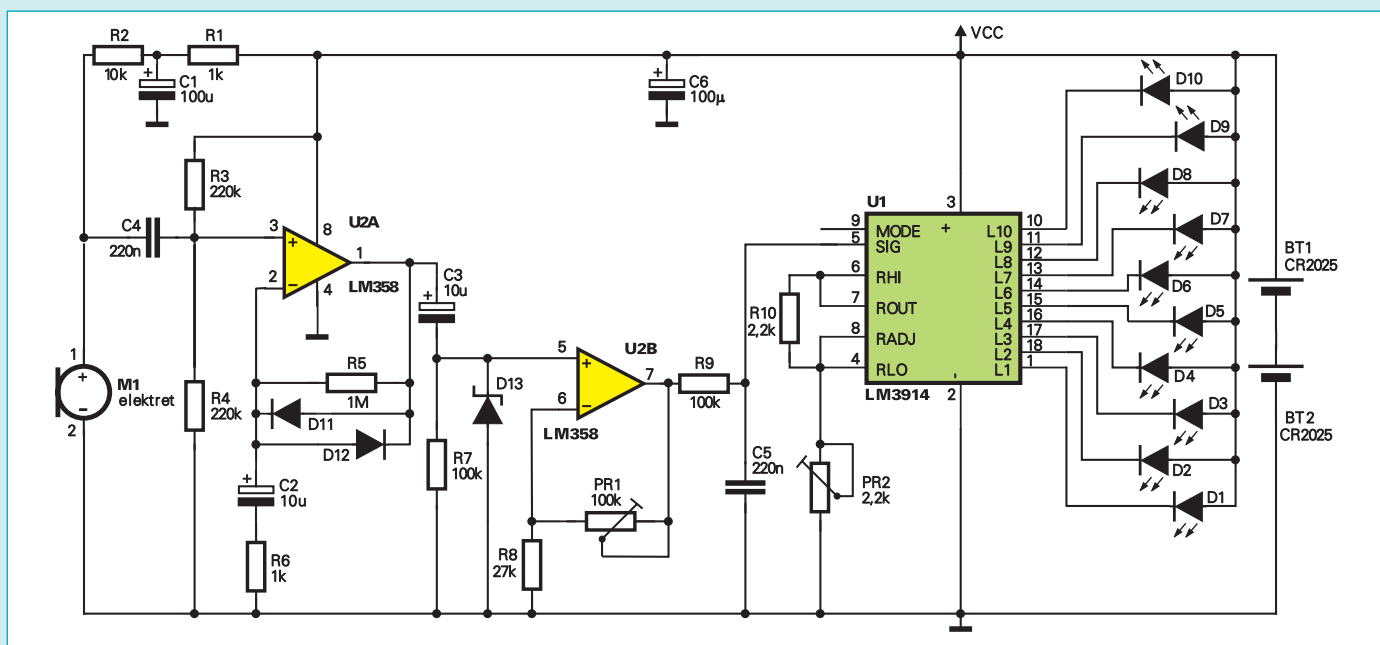 R2
10k
R1
1k
+
C1
100u
+
C6
100µ
VCC
D10
D9
D8
D7
D6
D5
D4
D3
D2
D1
R3
220k
C4
220n
U2A
3
+
2
−
8
1
4
LM358
C3
+
10u
M1
elektret
1
+
−
2
R4
220k
R5
1M
D11
D12
+
C2
10u
R6
1k
R7
100k
D13
5
+
6
−
U2B
7
LM358
PR1
100k
R8
27k
R9
100k
C5
220n
R10
2,2k
PR2
2,2k
U1
3
9
MODE
+
5
SIG
6
RHI
7
ROUT
8
RADJ
4
RLO
-
LM3914
2
L10
10
L9
11
L8
12
L7
13
L6
14
L5
15
L4
16
L3
17
L2
18
L1
1
BT1
CR2025
BT2
CR2025